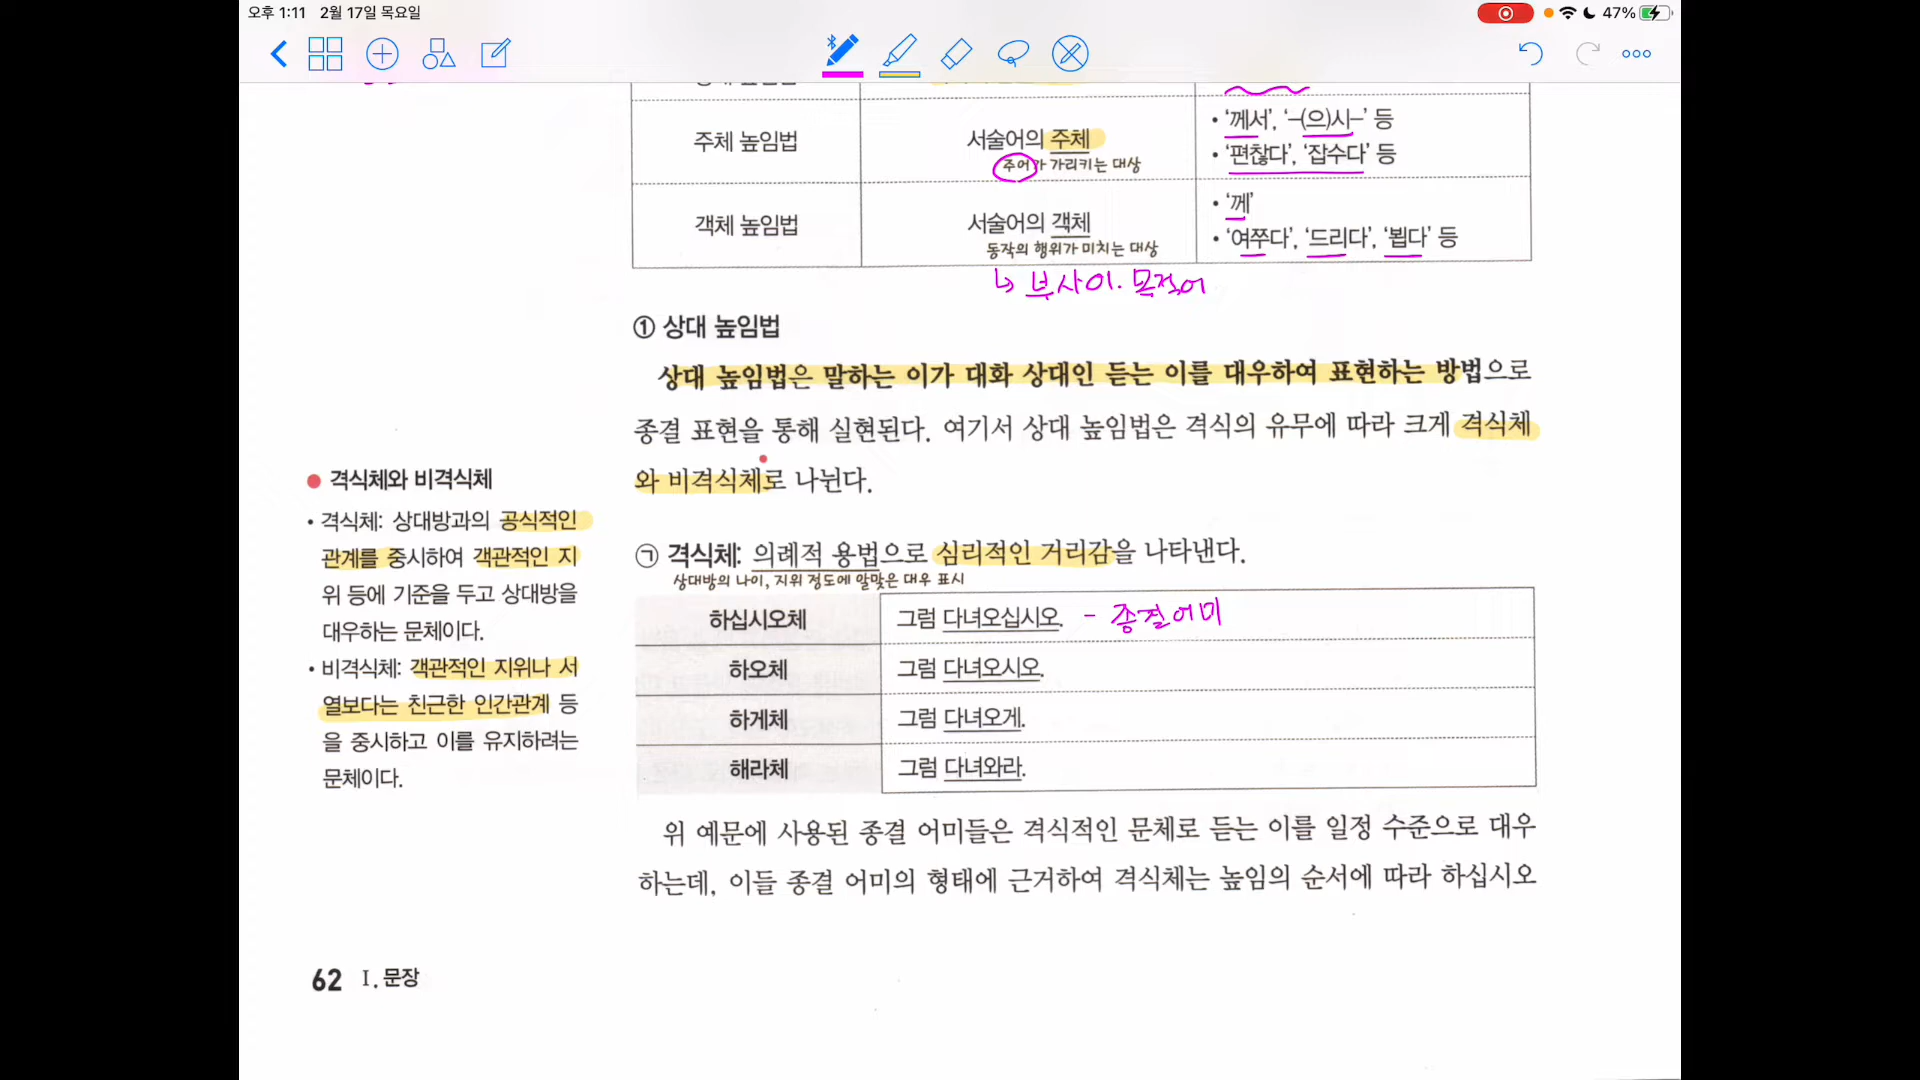 오후 1:11 2월 17일 목요일
47%
주체 높임법
서술어의 주체
주어가 가리키는 대상
• ‘께서’, ‘-(으)시-’ 등
• ‘편찮다’, ‘잡수다’ 등
객체 높임법
서술어의 객체
동작의 행위가 미치는 대상
• ‘께’
• ‘여쭈다’, ‘드리다’, ‘뵙다’ 등
↳ 부사어. 목적어
① 상대 높임법
상대 높임법은 말하는 이가 대화 상대인 듣는 이를 대우하여 표현하는 방법으로
종결 표현을 통해 실현된다. 여기서 상대 높임법은 격식의 유무에 따라 크게 격식체
와 비격식체로 나뉜다.
● 격식체와 비격식체
• 격식체: 상대방과의 공식적인
관계를 중시하여 객관적인 지
위 등에 기준을 두고 상대방을
대우하는 문체이다.
• 비격식체: 객관적인 지위나 서
열보다는 친근한 인간관계 등
을 중시하고 이를 유지하려는
문체이다.
㉠ 격식체: 의례적 용법으로 심리적인 거리감을 나타낸다.
상대방의 나이, 지위 정도에 알맞은 대우 표시
하십시오체 그럼 다녀오십시오. - 종결어미
하오체 그럼 다녀오시오.
하게체 그럼 다녀오게.
해라체 그럼 다녀와라.
위 예문에 사용된 종결 어미들은 격식적인 문체로 듣는 이를 일정 수준으로 대우
하는데, 이들 종결 어미의 형태에 근거하여 격식체는 높임의 순서에 따라 하십시오
62 Ⅰ. 문장